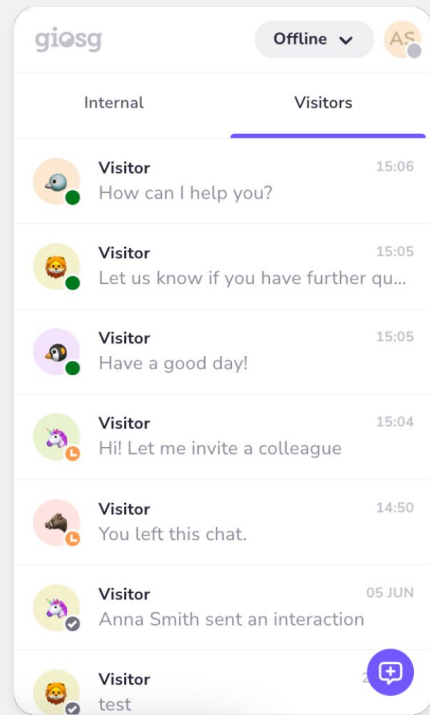 giosg
Offline
AS
Internal
Visitors
Visitor
15:06
How can I help you?
Visitor
15:05
Let us know if you have further qu...
Visitor
15:05
Have a good day!
Visitor
15:04
Hi! Let me invite a colleague
Visitor
14:50
You left this chat.
Visitor
05 JUN
Anna Smith sent an interaction
Visitor
test